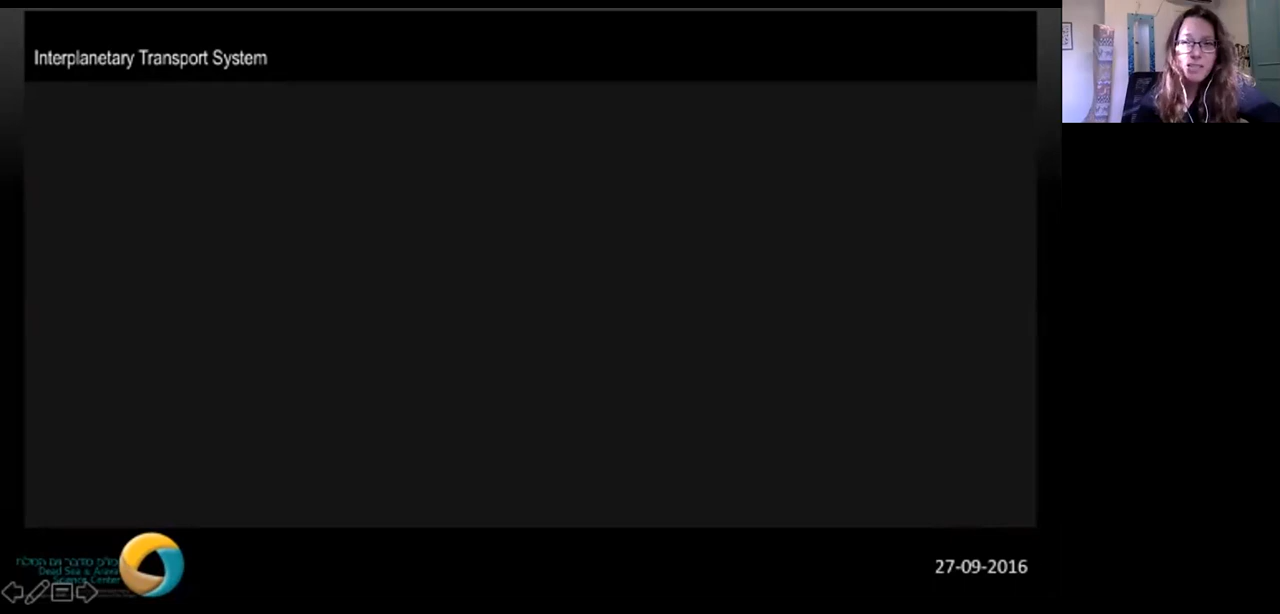 Interplanetary Transport System
Dead Sea & Arava
Science Center
27-09-2016